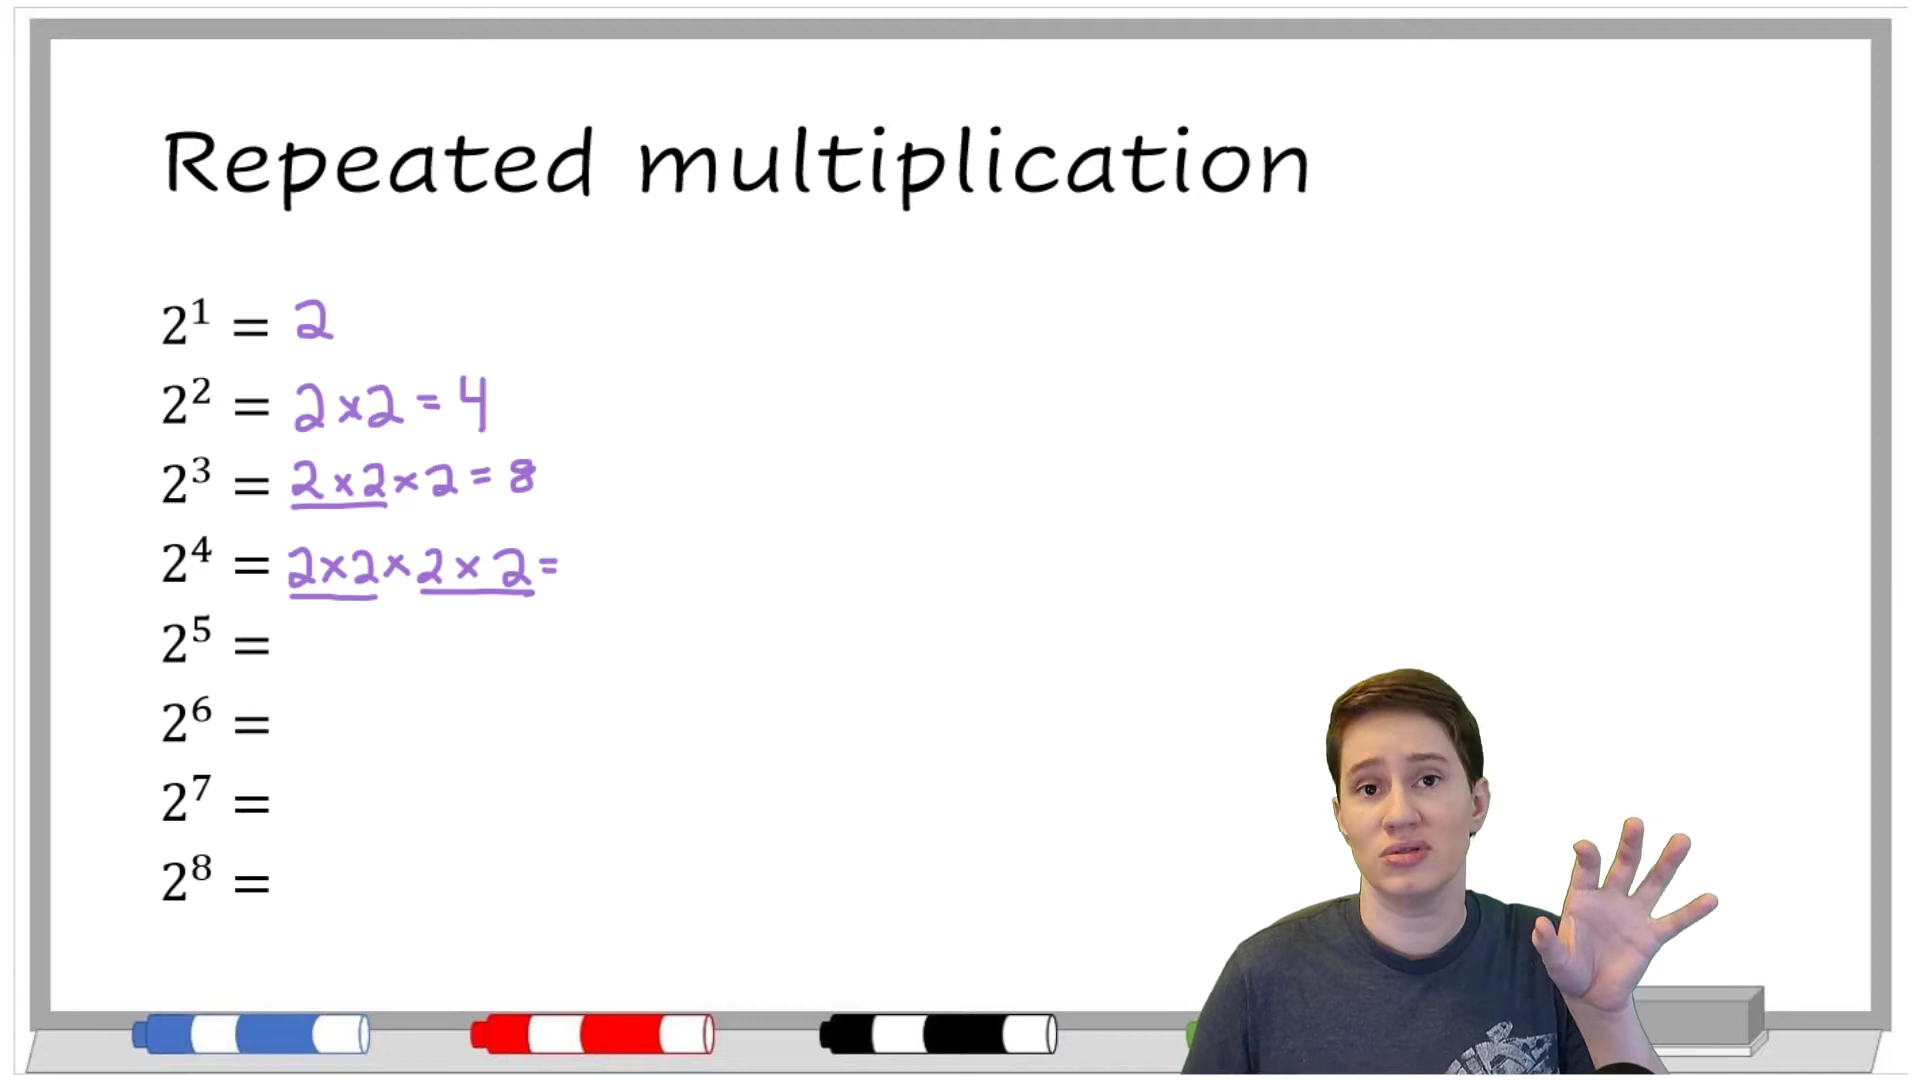 Repeated multiplication
2¹ = 2
2² = 2 × 2 = 4
2³ = 2 × 2 × 2 = 8
2⁴ = 2 × 2 × 2 × 2 =
2⁵ =
2⁶ =
2⁷ =
2⁸ =